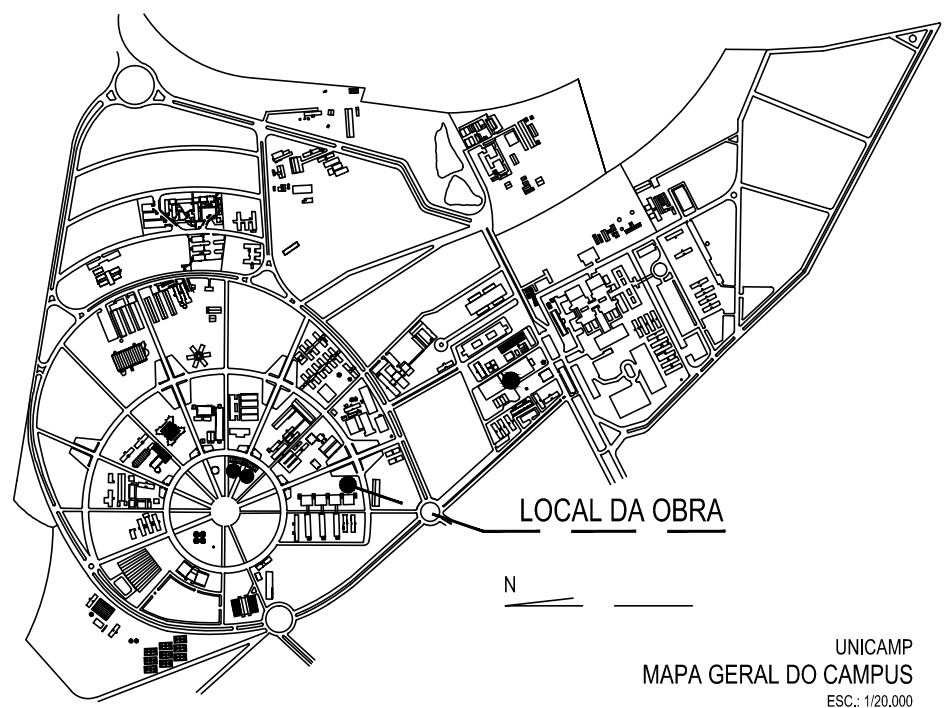 LOCAL DA OBRA
N
UNICAMP
MAPA GERAL DO CAMPUS
ESC.: 1/20.000